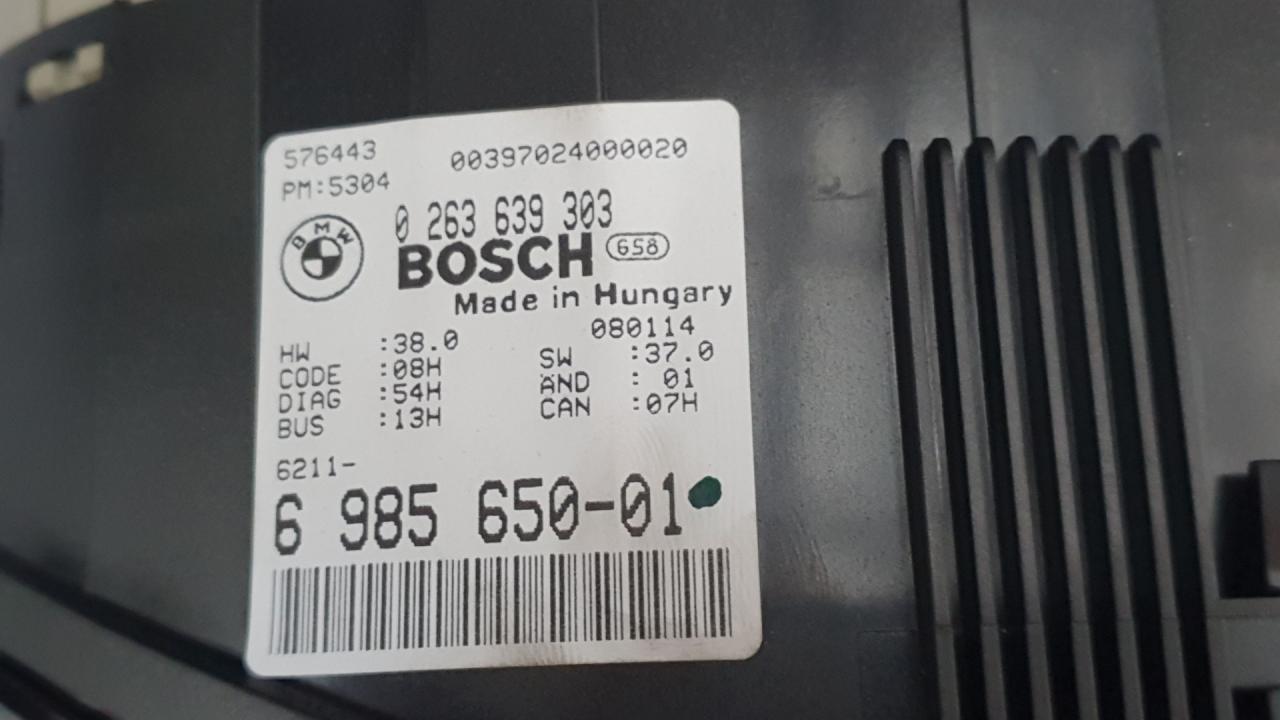 576443 00397024000020
PM:5304
BMW
0 263 639 303
BOSCH 658
Made in Hungary
080114
HW :38.0 SW :37.0
CODE :08H AND : 01
DIAG :54H CAN :07H
BUS :13H
6211-
6 985 650-01